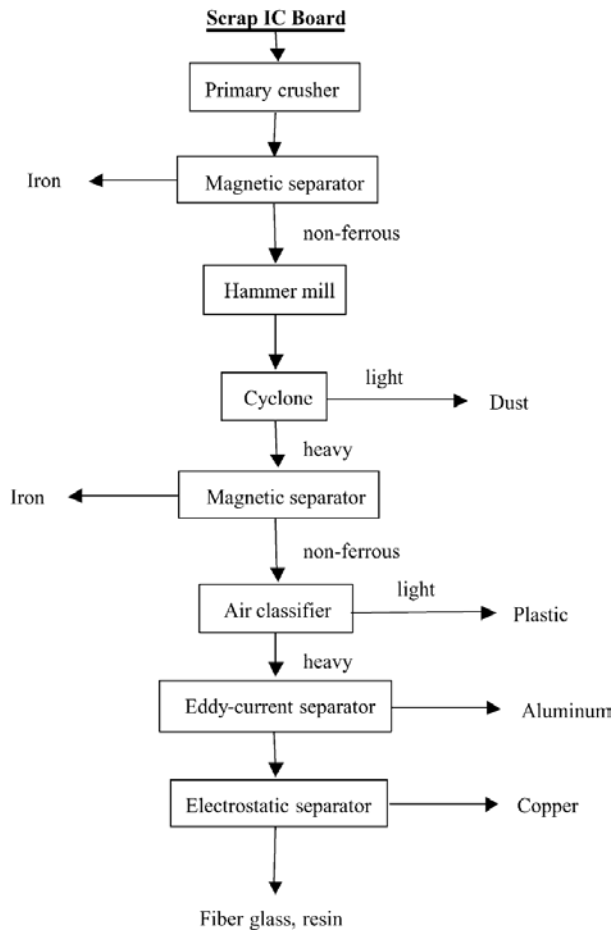 Scrap IC Board
Primary crusher
Iron
Magnetic separator
non-ferrous
Hammer mill
light
Cyclone
Dust
heavy
Iron
Magnetic separator
non-ferrous
light
Air classifier
Plastic
heavy
Eddy-current separator
Aluminum
Electrostatic separator
Copper
Fiber glass, resin